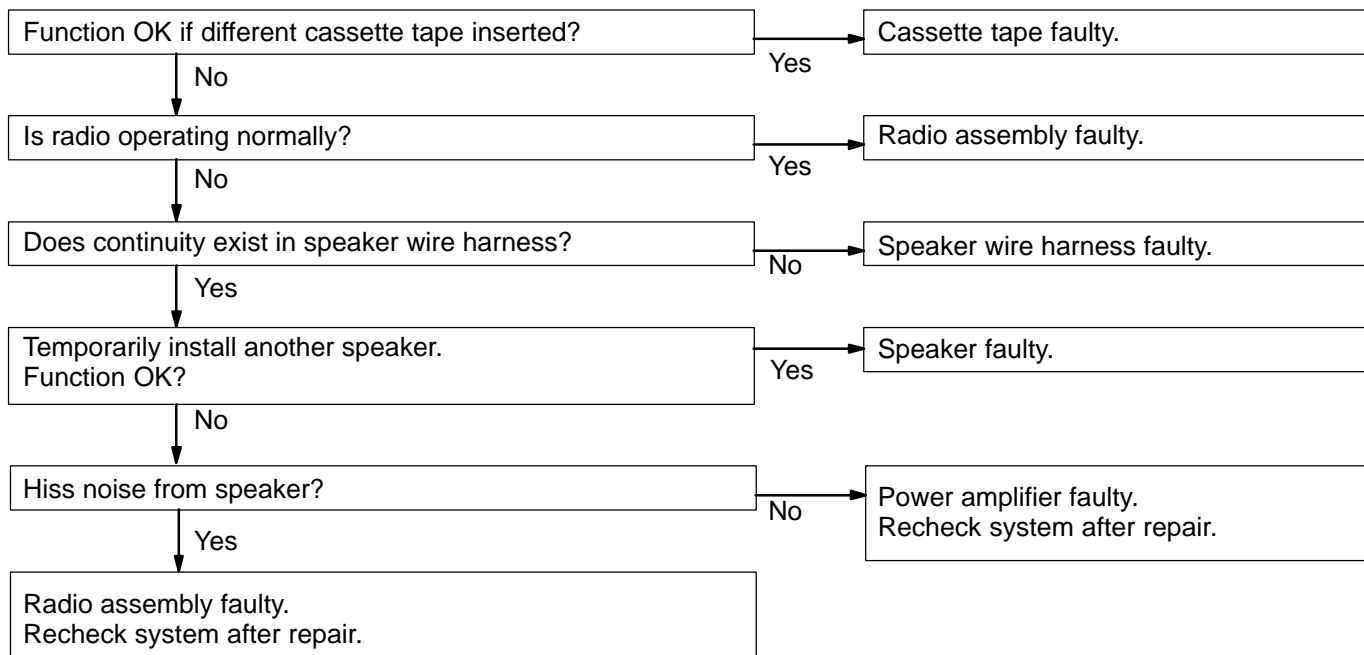 Function OK if different cassette tape inserted?
Yes
Cassette tape faulty.
No
Is radio operating normally?
Yes
Radio assembly faulty.
No
Does continuity exist in speaker wire harness?
No
Speaker wire harness faulty.
Yes
Temporarily install another speaker.
Function OK?
Yes
Speaker faulty.
No
Hiss noise from speaker?
No
Power amplifier faulty.
Recheck system after repair.
Yes
Radio assembly faulty.
Recheck system after repair.